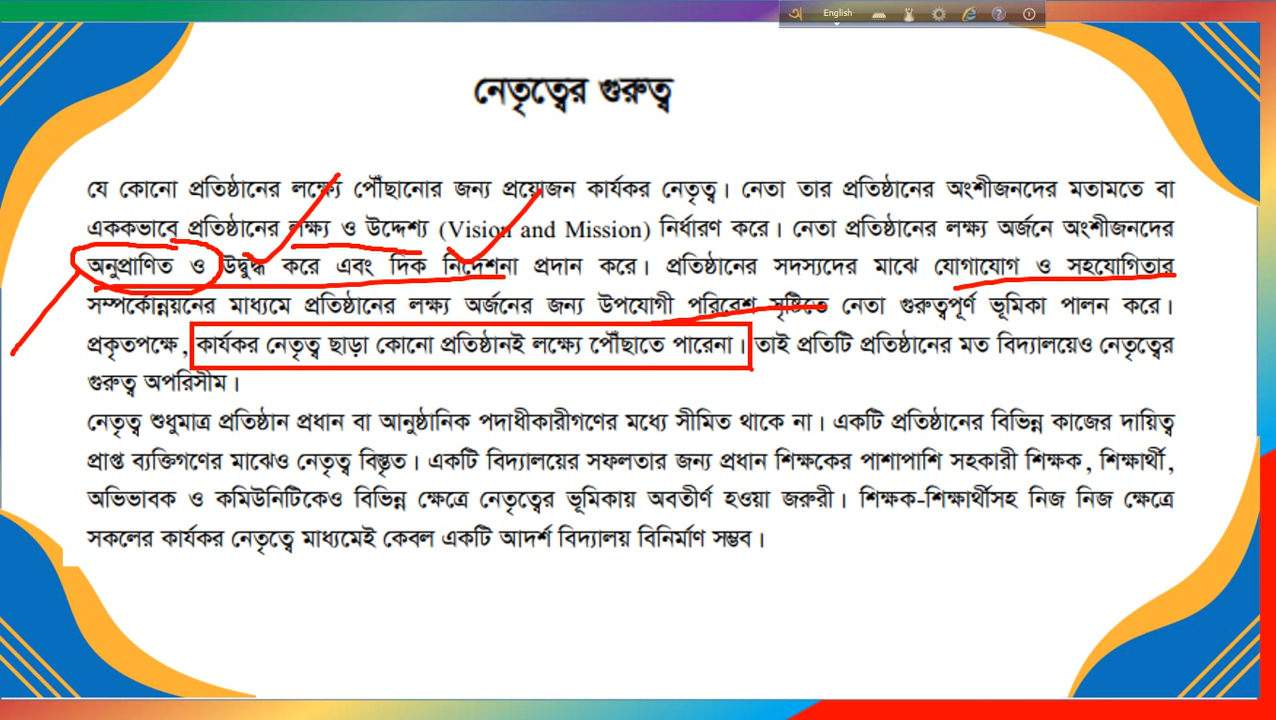 English
নেতৃত্বের গুরুত্ব
যে কোনো প্রতিষ্ঠানের লক্ষ্যে পৌঁছানোর জন্য প্রয়োজন কার্যকর নেতৃত্ব। নেতা তার প্রতিষ্ঠানের অংশীজনদের মতামতে বা
এককভাবে প্রতিষ্ঠানের লক্ষ্য ও উদ্দেশ্য (Vision and Mission) নির্ধারণ করে। নেতা প্রতিষ্ঠানের লক্ষ্য অর্জনে অংশীজনদের
অনুপ্রাণিত ও উদ্বুদ্ধ করে এবং দিক নির্দেশনা প্রদান করে। প্রতিষ্ঠানের সদস্যদের মাঝে যোগাযোগ ও সহযোগিতার
সম্পর্কোন্নয়নের মাধ্যমে প্রতিষ্ঠানের লক্ষ্য অর্জনের জন্য উপযোগী পরিবেশ সৃষ্টিতে নেতা গুরুত্বপূর্ণ ভূমিকা পালন করে।
প্রকৃতপক্ষে, কার্যকর নেতৃত্ব ছাড়া কোনো প্রতিষ্ঠানই লক্ষ্যে পৌঁছাতে পারেনা। তাই প্রতিটি প্রতিষ্ঠানের মত বিদ্যালয়েও নেতৃত্বের
গুরুত্ব অপরিসীম।
নেতৃত্ব শুধুমাত্র প্রতিষ্ঠান প্রধান বা আনুষ্ঠানিক পদাধীকারীগণের মধ্যে সীমিত থাকে না। একটি প্রতিষ্ঠানের বিভিন্ন কাজের দায়িত্ব
প্রাপ্ত ব্যক্তিগণের মাঝেও নেতৃত্ব বিস্তৃত। একটি বিদ্যালয়ের সফলতার জন্য প্রধান শিক্ষকের পাশাপাশি সহকারী শিক্ষক, শিক্ষার্থী,
অভিভাবক ও কমিউনিটিকেও বিভিন্ন ক্ষেত্রে নেতৃত্বের ভূমিকায় অবতীর্ণ হওয়া জরুরী। শিক্ষক-শিক্ষার্থীসহ নিজ নিজ ক্ষেত্রে
সকলের কার্যকর নেতৃত্বে মাধ্যমেই কেবল একটি আদর্শ বিদ্যালয় বিনির্মাণ সম্ভব।